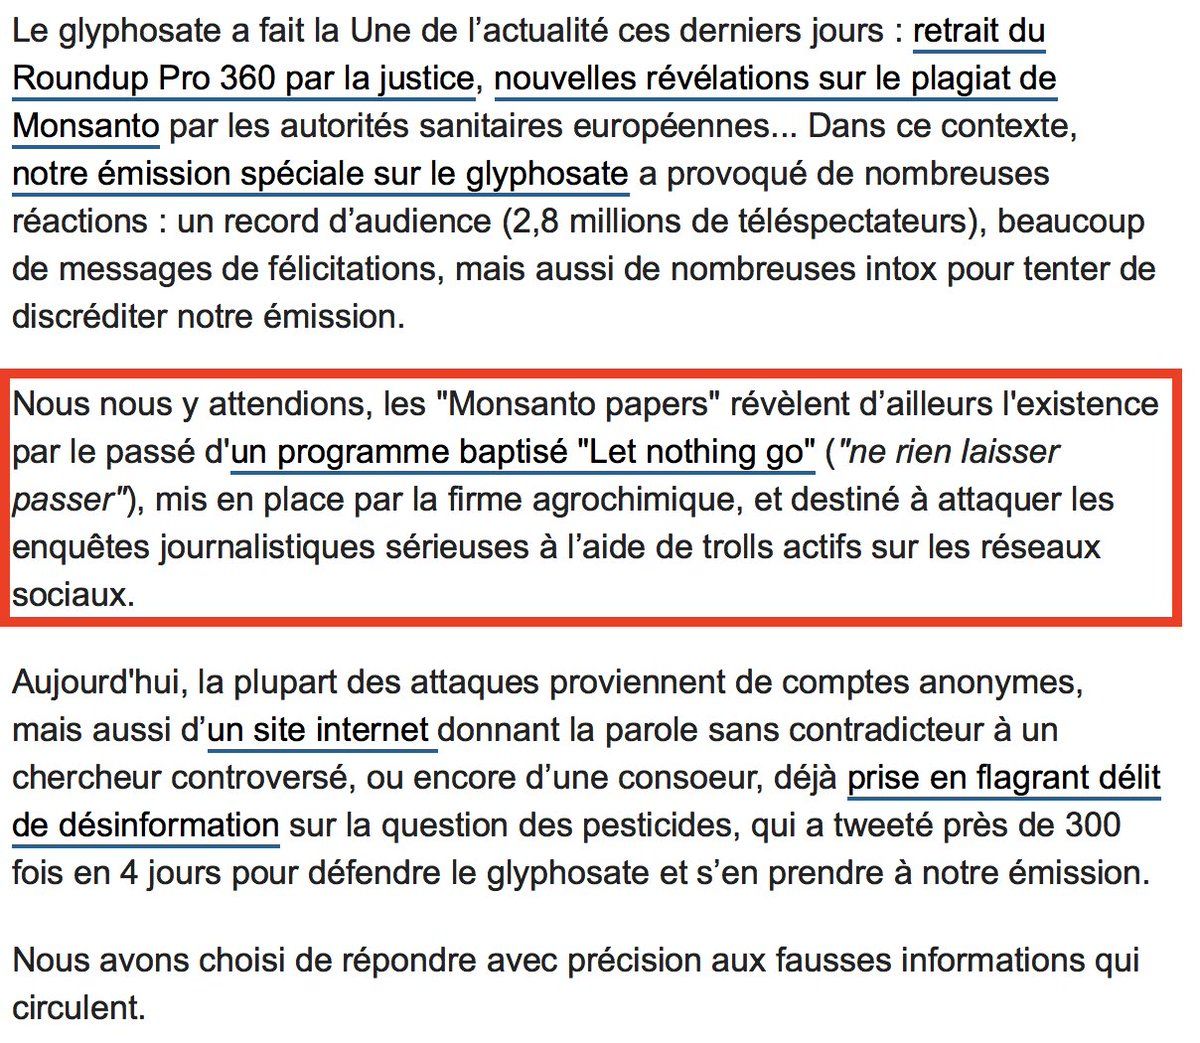 Le glyphosate a fait la Une de l’actualité ces derniers jours : retrait du
Roundup Pro 360 par la justice, nouvelles révélations sur le plagiat de
Monsanto par les autorités sanitaires européennes... Dans ce contexte,
notre émission spéciale sur le glyphosate a provoqué de nombreuses
réactions : un record d’audience (2,8 millions de téléspectateurs), beaucoup
de messages de félicitations, mais aussi de nombreuses intox pour tenter de
discréditer notre émission.
Nous nous y attendions, les "Monsanto papers" révèlent d’ailleurs l'existence
par le passé d'un programme baptisé "Let nothing go" ("ne rien laisser
passer"), mis en place par la firme agrochimique, et destiné à attaquer les
enquêtes journalistiques sérieuses à l’aide de trolls actifs sur les réseaux
sociaux.
Aujourd'hui, la plupart des attaques proviennent de comptes anonymes,
mais aussi d’un site internet donnant la parole sans contradicteur à un
chercheur controversé, ou encore d’une consoeur, déjà prise en flagrant délit
de désinformation sur la question des pesticides, qui a tweeté près de 300
fois en 4 jours pour défendre le glyphosate et s’en prendre à notre émission.
Nous avons choisi de répondre avec précision aux fausses informations qui
circulent.